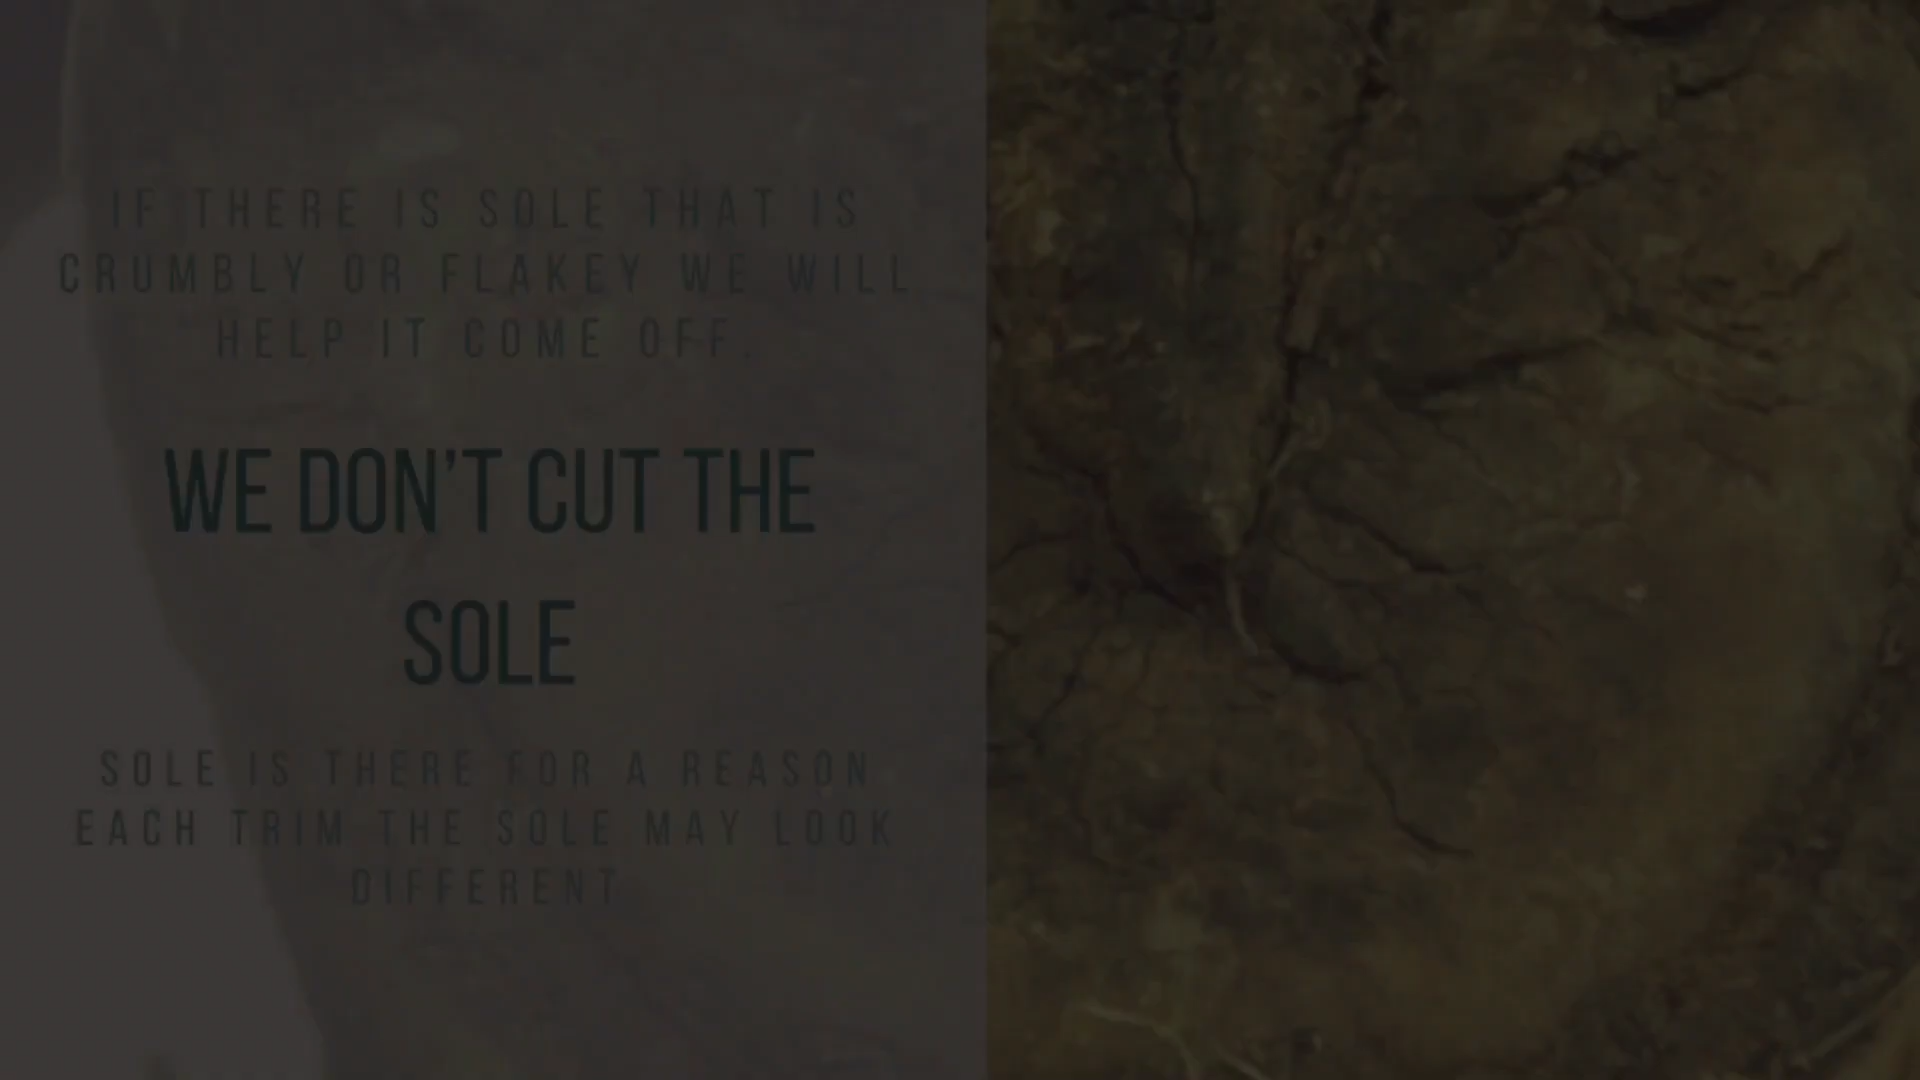 IF THERE IS SOLE THAT IS
CRUMBLY OR FLAKEY WE WILL
HELP IT COME OFF.
WE DON'T CUT THE
SOLE
SOLE IS THERE FOR A REASON
EACH TRIM THE SOLE MAY LOOK
DIFFERENT